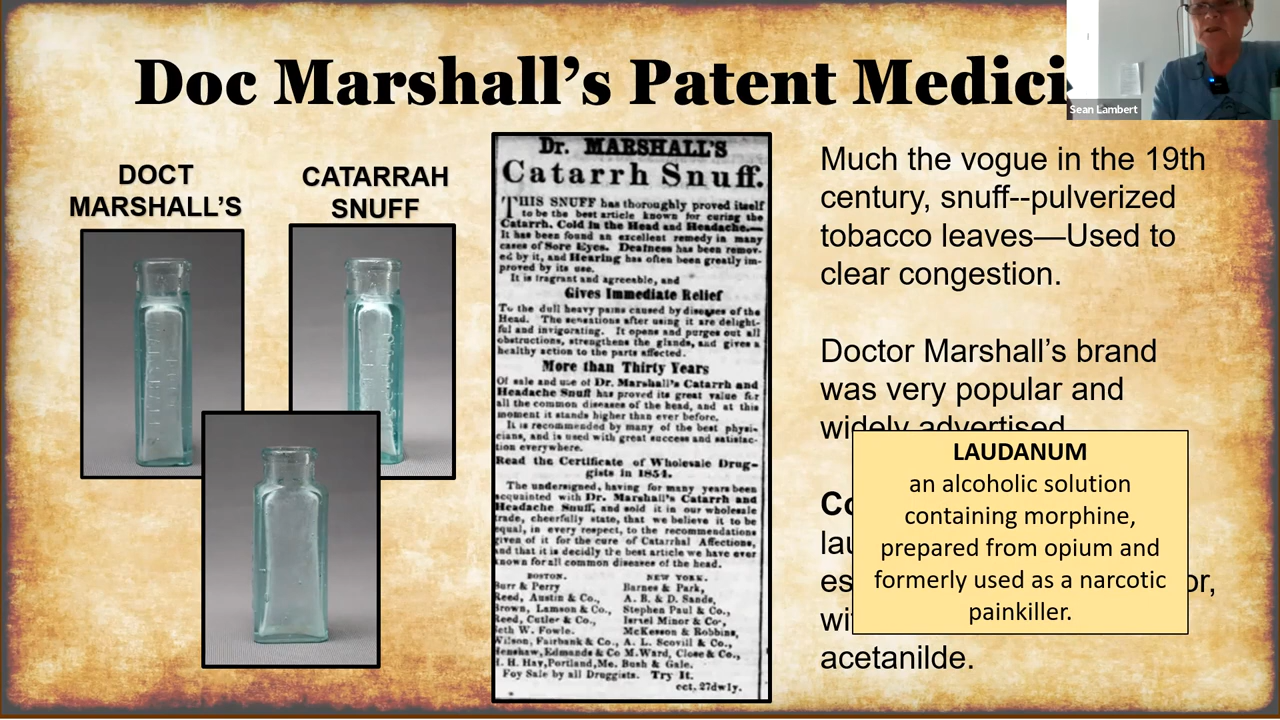 Doc Marshall’s Patent Medici
Sean Lambert
DOCT
MARSHALL’S
CATARRAH
SNUFF
Dr. MARSHALL'S
Catarrh Snuff.
THIS SNUFF has thoroughly proved itself
to be the best article known for curing the
Catarrh. Cold in the Head and Headache.—
It has been found an excellent remedy in many
cases of Sore Eyes. Deafness has been remov-
ed by it, and Hearing has often been greatly im-
proved by its use.
It is fragrant and agreeable, and
Gives Immediate Relief
To the dull heavy pains caused by diseases of the
Head. The sensations after using it are delight-
ful and invigorating. It opens and purges out all
obstructions, strengthens the glands, and gives a
healthy action to the parts affected.
More than Thirty Years
Of sale and use of Dr. Marshall's Catarrh and
Headache Snuff has proved its great value for
all the common diseases of the head, and at this
moment it stands higher than ever before.
It is recommended by many of the best physi-
cians, and is used with great success and satisfac-
tion everywhere.
Read the Certificate of Wholesale Drug-
gists in 1854.
The undersigned, having for many years been
acquainted with Dr. Marshall's Catarrh and
Headache Snuff, and sold it in our wholesale
trade, cheerfully state, that we believe it to be
equal, in every respect, to the recommendations
given of it for the cure of Catarrhal Affections,
and that it is decidly the best article we have ever
known for all common diseases of the head.
BOSTON. NEW YORK.
Burr & Perry Barnes & Park,
Reed, Austin & Co., A. B. & D. Sands,
Brown, Lamson & Co., Stephen Paul & Co.,
Reed, Cutler & Co., Israel Minor & Co,
Seth W. Fowle. McKesson & Robbins,
Wilson, Fairbank & Co., A. L. Scovill & Co.,
Henshaw, Edmands & Co M. Ward, Close & Co.,
H. H. Hay, Portland, Me. Bush & Gale.
Foy Sale by all Druggists. Try It.
oct. 27dw1y.
Much the vogue in the 19th
century, snuff--pulverized
tobacco leaves—Used to
clear congestion.
Doctor Marshall’s brand
was very popular and
widely advertised
LAUDANUM
an alcoholic solution
containing morphine,
prepared from opium and
formerly used as a narcotic
painkiller.
Co
lau
es or,
wi
acetanilde.